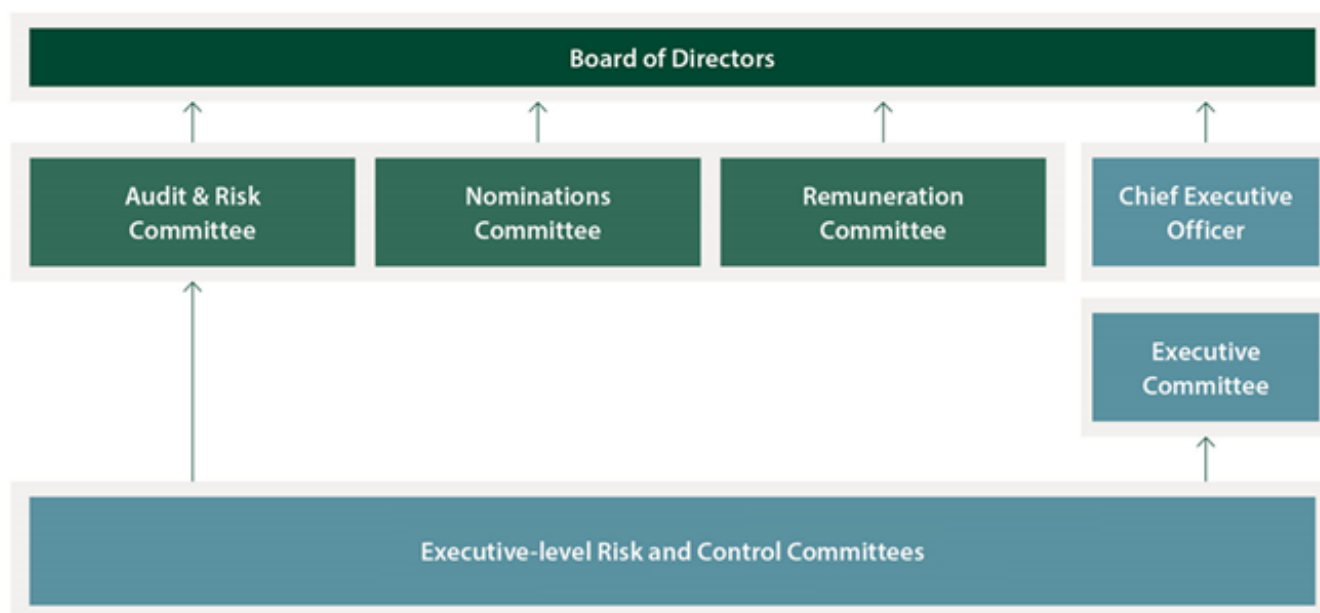 Board of Directors
Audit & Risk
Committee
Nominations
Committee
Remuneration
Committee
Chief Executive
Officer
Executive
Committee
Executive-level Risk and Control Committees